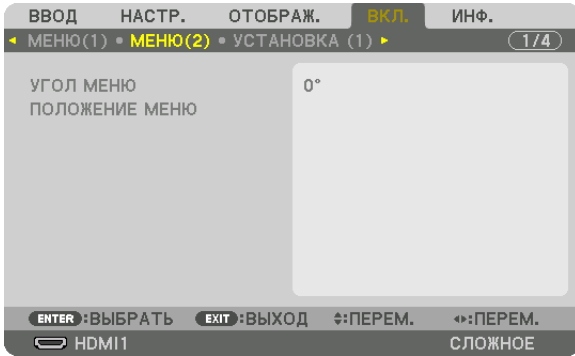 ВВОД НАСТР. ОТОБРАЖ. ВКЛ. ИНФ.
МЕНЮ(1) • МЕНЮ(2) • УСТАНОВКА (1) 1/4
УГОЛ МЕНЮ 0°
ПОЛОЖЕНИЕ МЕНЮ
ENTER :ВЫБРАТЬ EXIT :ВЫХОД :ПЕРЕМ. :ПЕРЕМ.
HDMI1 СЛОЖНОЕ